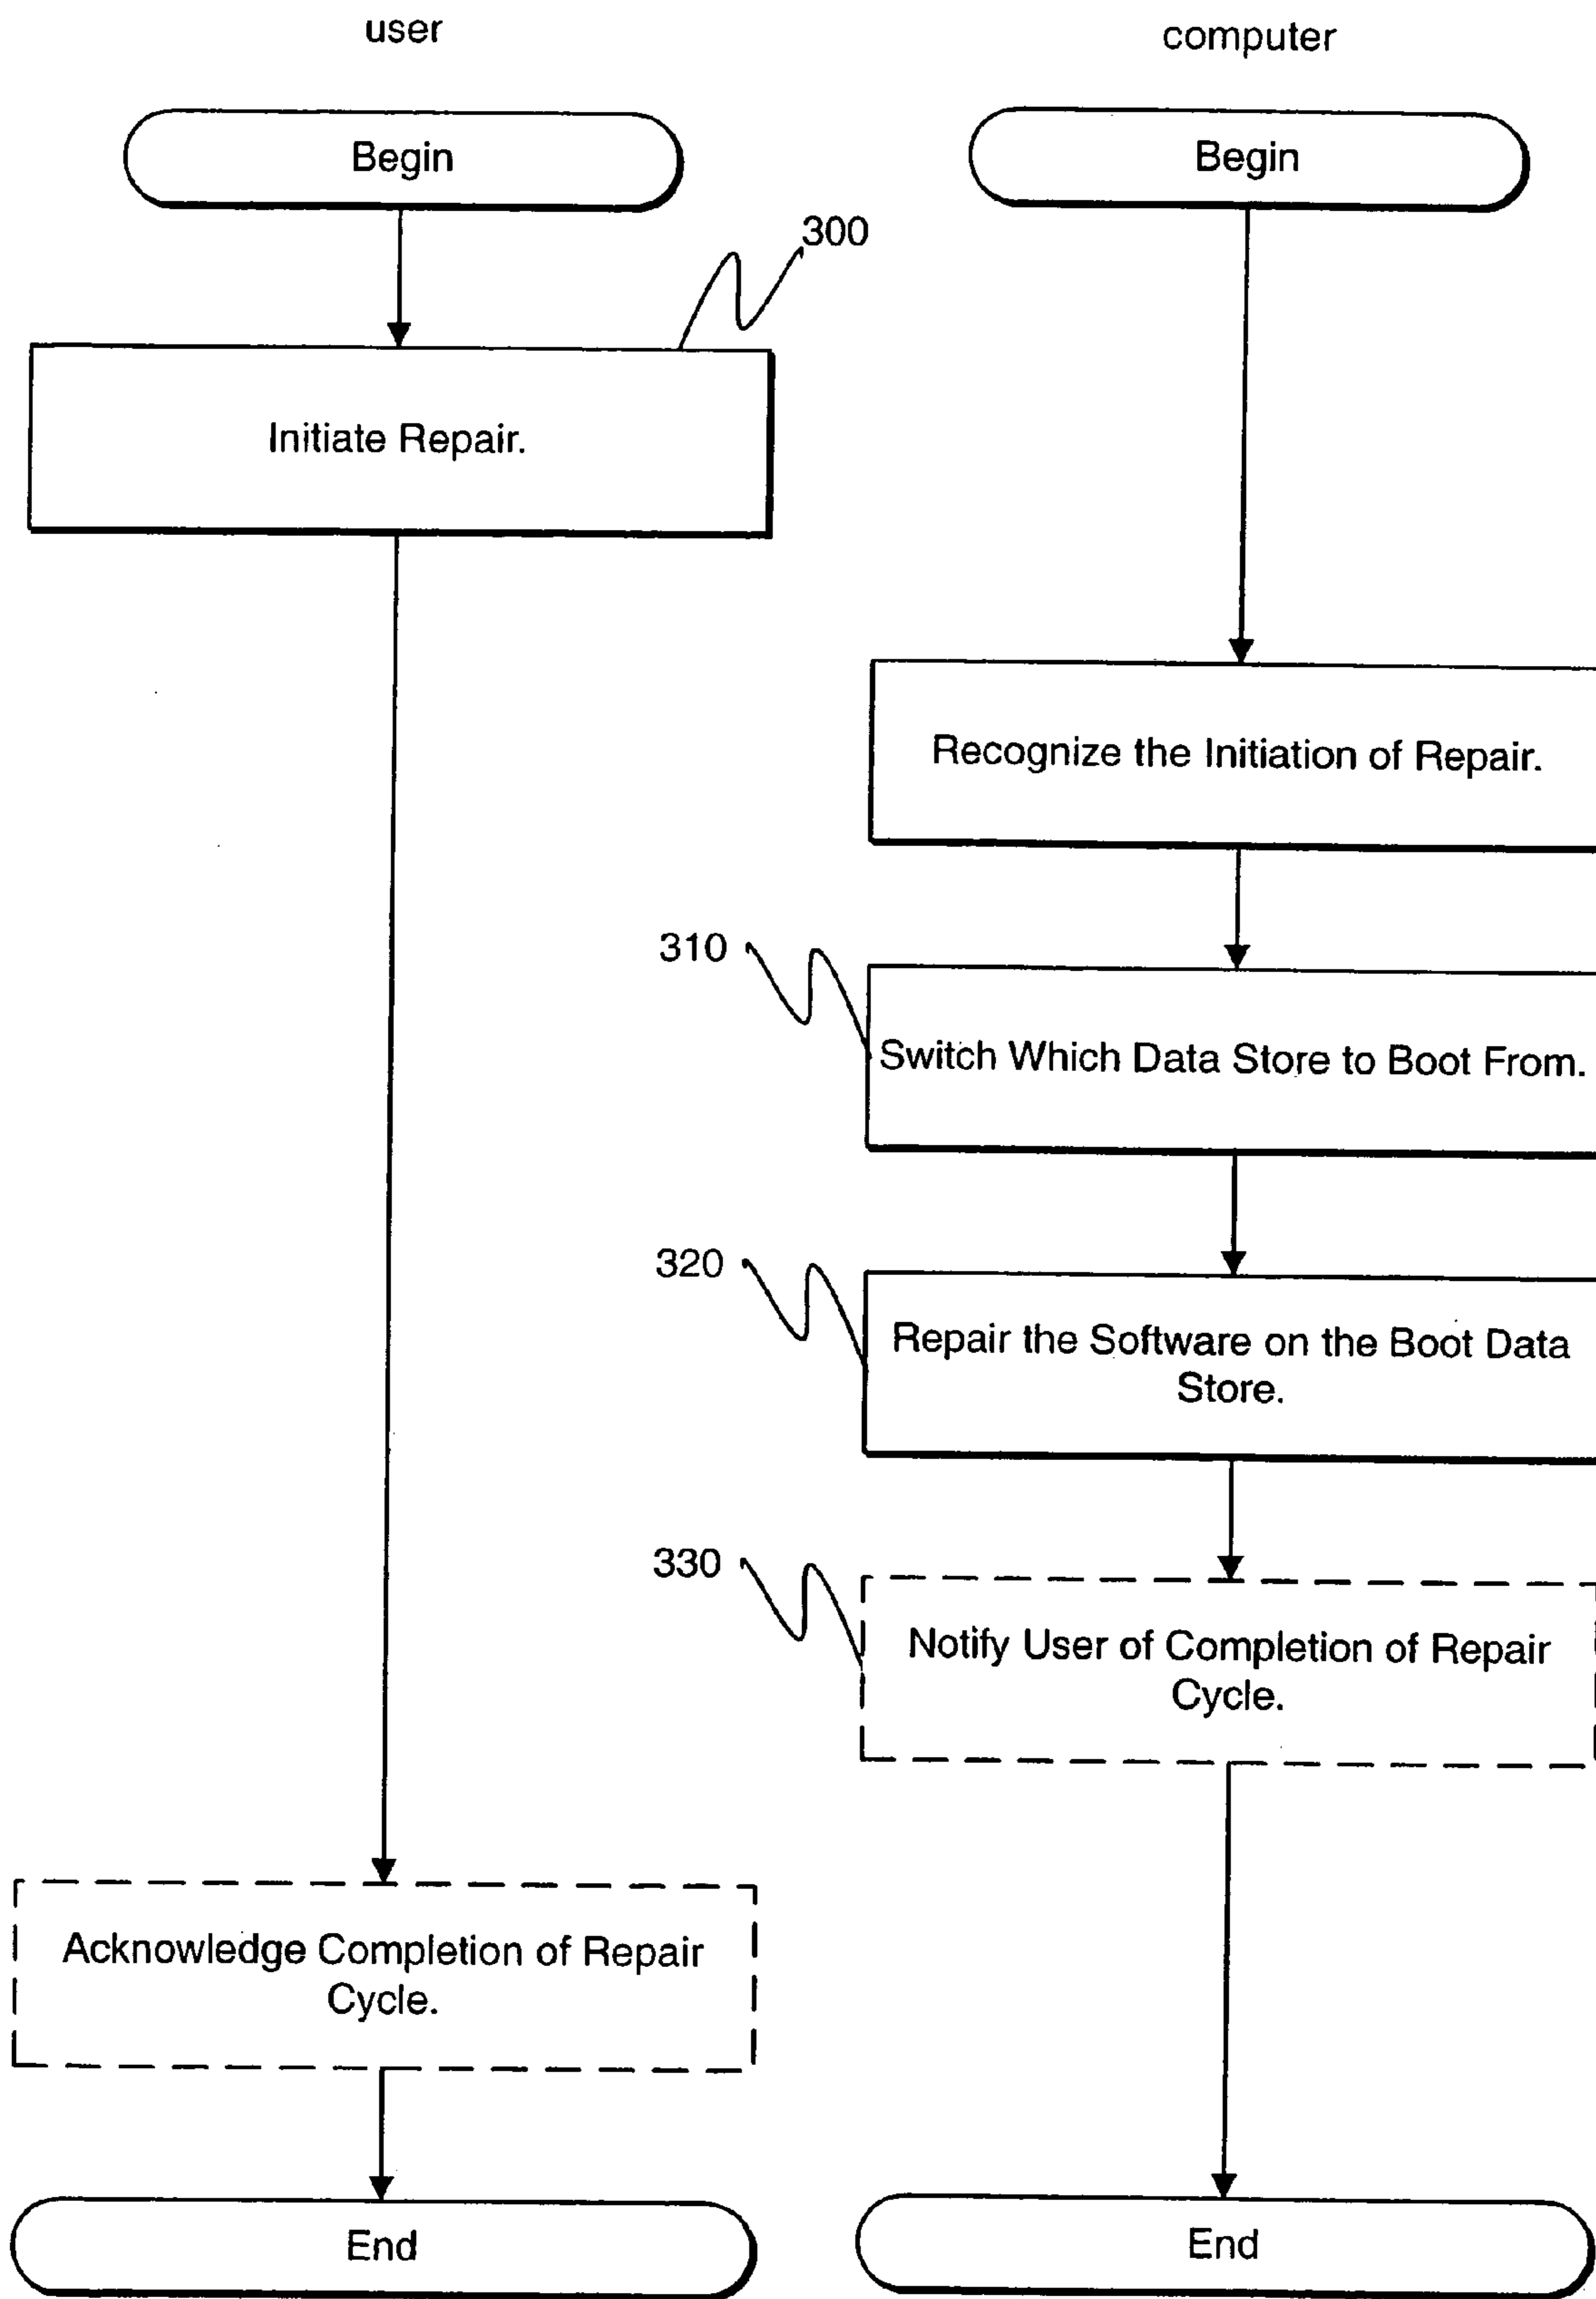 user
computer
Begin
Begin
300
Initiate Repair.
Recognize the Initiation of Repair.
310
Switch Which Data Store to Boot From.
320
Repair the Software on the Boot Data
Store.
330
Notify User of Completion of Repair
Cycle.
Acknowledge Completion of Repair
Cycle.
End
End